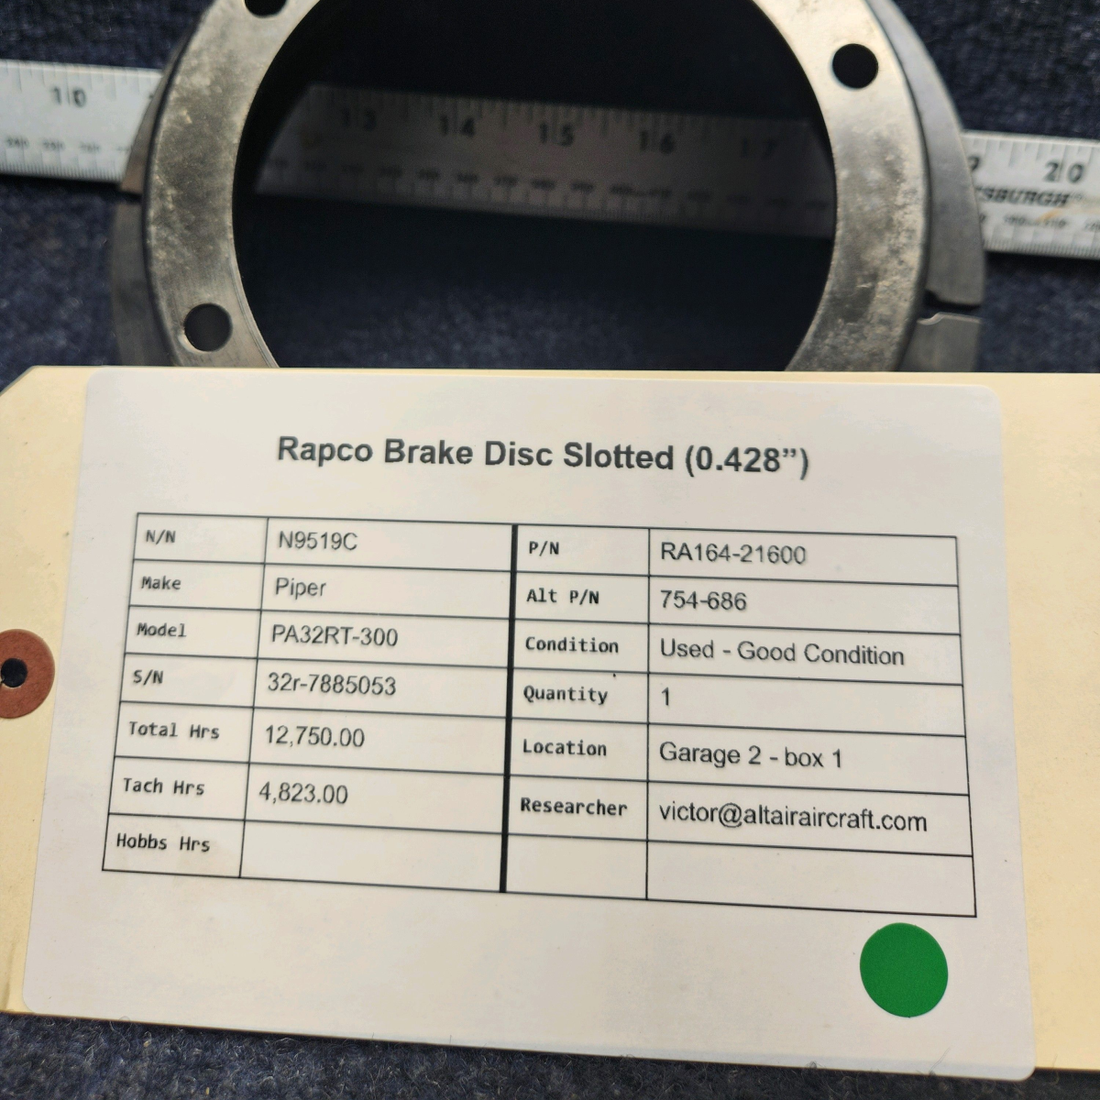 10 13 14 15 16 17 20
SBURGH
Rapco Brake Disc Slotted (0.428”)
N/N N9519C P/N RA164-21600
Make Piper Alt P/N 754-686
Model PA32RT-300 Condition Used - Good Condition
S/N 32r-7885053 Quantity 1
Total Hrs 12,750.00 Location Garage 2 - box 1
Tach Hrs 4,823.00 Researcher victor@altairaircraft.com
Hobbs Hrs